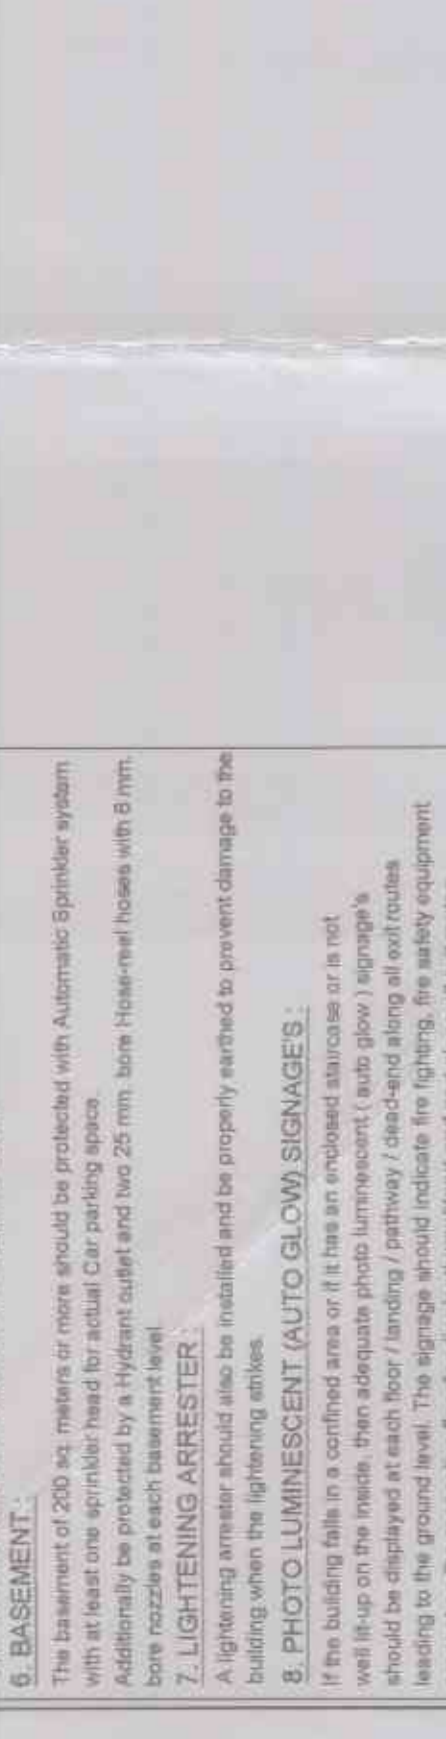 6. BASEMENT :
The basement of 200 sq. meters or more should be protected with Automatic Sprinkler system
with at least one sprinkler head for actual Car parking space.
Additionally be protected by a Hydrant outlet and two 25 mm. bore Hose-reel hoses with 6 mm.
bore nozzles at each basement level.
7. LIGHTENING ARRESTER :
A lightening arrester should also be installed and be properly earthed to prevent damage to the
building when the lightening strikes.
8. PHOTO LUMINESCENT (AUTO GLOW) SIGNAGE'S :
If the building falls in a confined area or if it has an enclosed staircase or is not
well lit-up on the inside, then adequate photo luminescent ( auto glow ) signage's
should be displayed at each floor / landing / pathway / dead-end along all exit routes
leading to the ground level. The signage should indicate fire fighting, fire safety equipment